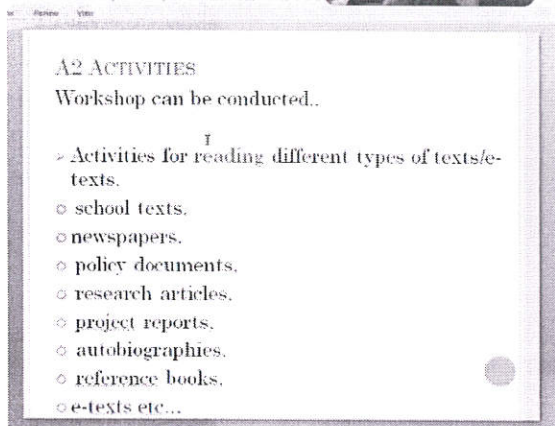 Review View
A2 ACTIVITIES
Workshop can be conducted..
➢ Activities for reading different types of texts/e-
texts.
○ school texts,
○ newspapers,
○ policy documents,
○ research articles,
○ project reports,
○ autobiographies,
○ reference books,
○ e-texts etc...